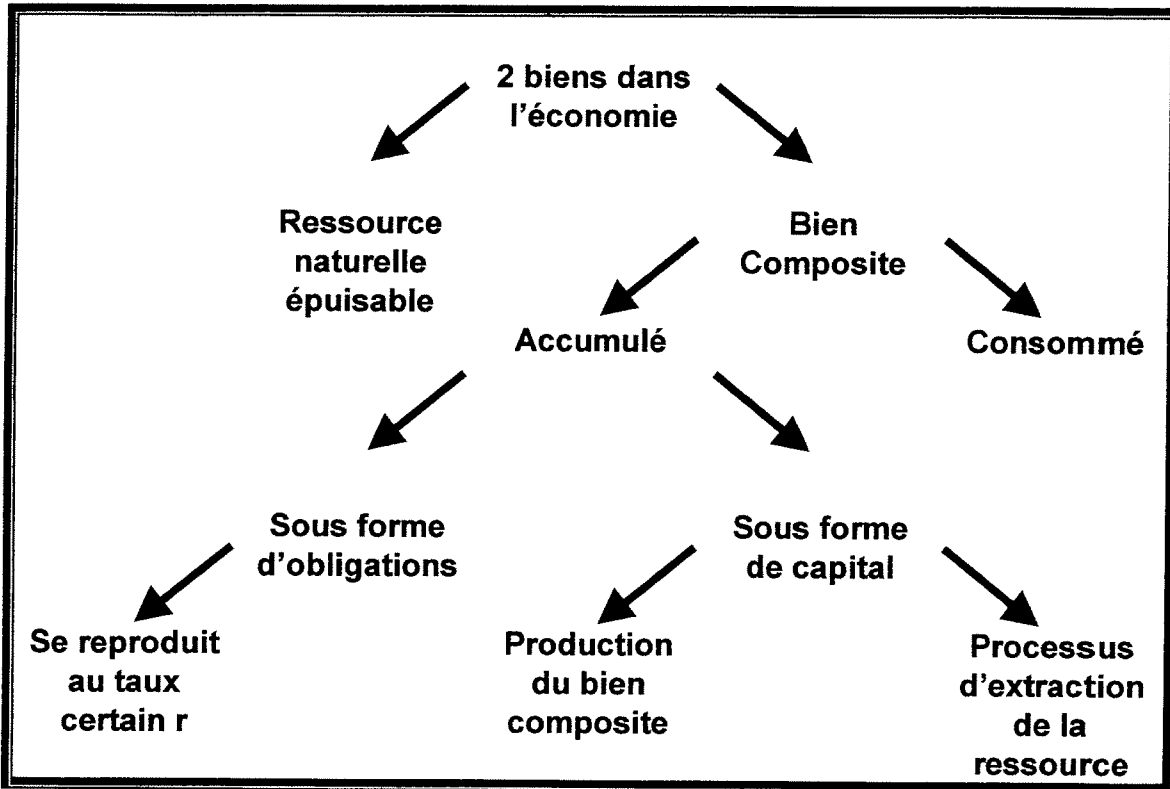 2 biens dans
l'économie
Ressource
naturelle
épuisable
Bien
Composite
Accumulé
Consommé
Sous forme
d'obligations
Sous forme
de capital
Se reproduit
au taux
certain r
Production
du bien
composite
Processus
d'extraction
de la
ressource